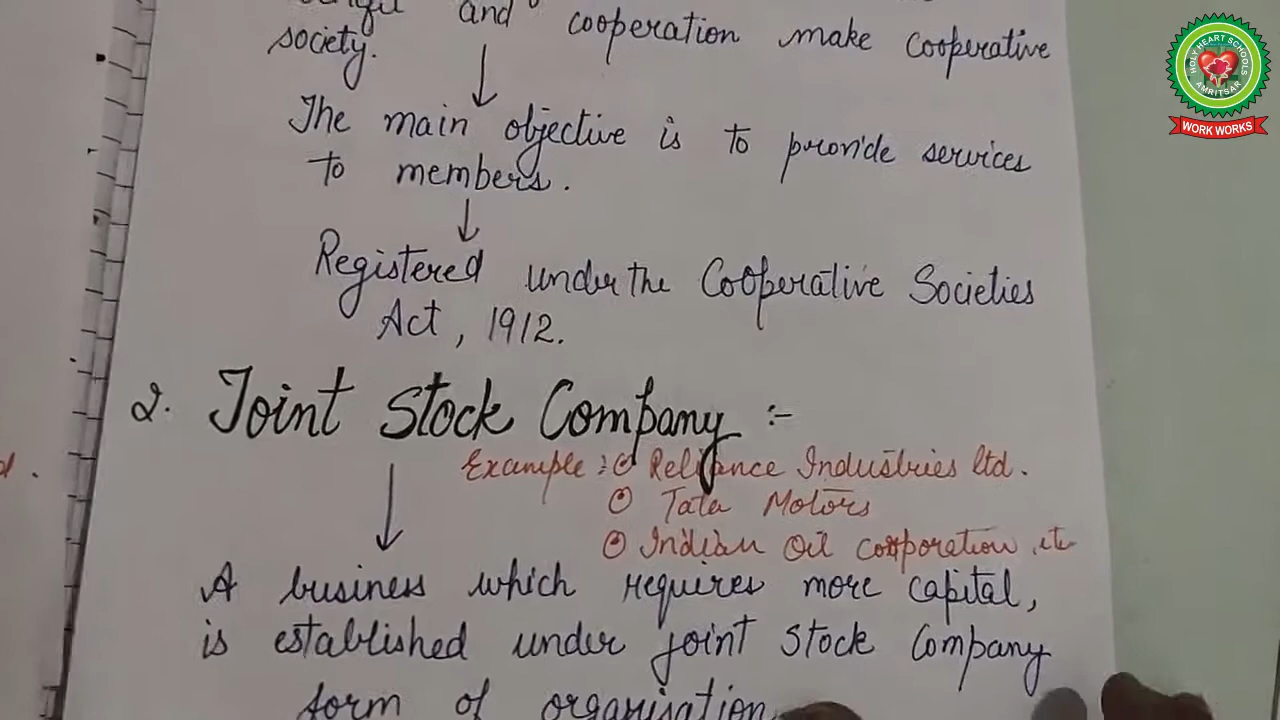 and cooperation make cooperative
society.
↓
The main objective is to provide services
to members.
↓
Registered under the Cooperative Societies
Act, 1912.
2. Joint Stock Company :-
Example :⊙ Reliance Industries ltd.
⊙ Tata Motors
⊙ Indian Oil corporation etc
↓
A business which requires more capital,
is established under joint stock company
form of organisation
HOLY HEART SCHOOLS
AMRITSAR
WORK WORKS